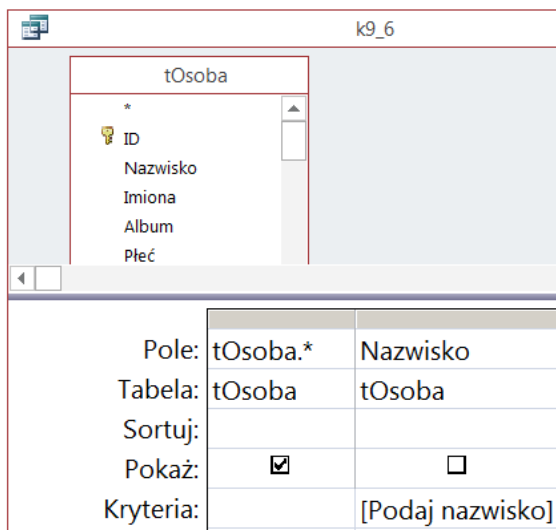 k9_6
tOsoba
*
ID
Nazwisko
Imiona
Album
Płeć
Pole: tOsoba.* Nazwisko
Tabela: tOsoba tOsoba
Sortuj:
Pokaż:
Kryteria: [Podaj nazwisko]